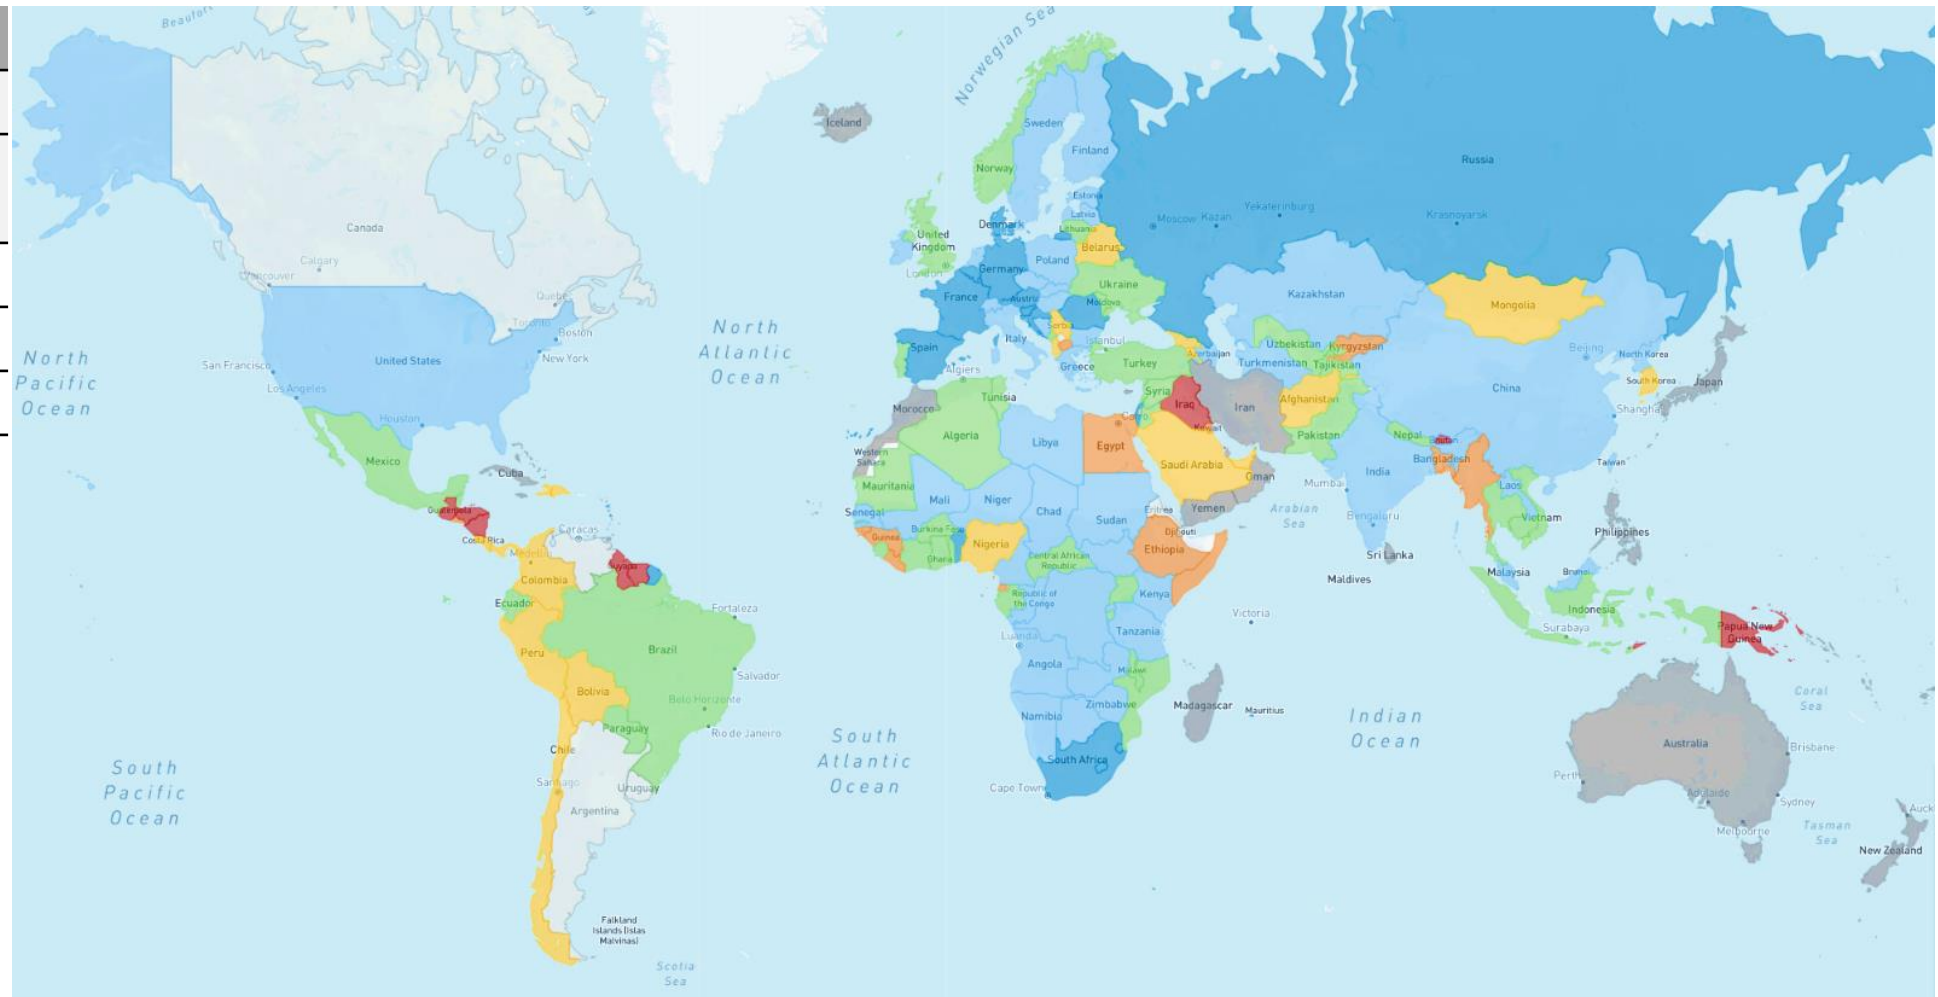 Beaufort
Norwegian Sea
Iceland
Sweden
Finland
Norway
Russia
Estonia
Latvia
Lithuania
Denmark
Moscow
Kazan
Yekaterinburg
Krasnoyarsk
United
Kingdom
London
Belarus
Poland
Germany
Canada
Calgary
Vancouver
Ukraine
France
Austria
Moldova
Kazakhstan
Mongolia
Quebec
Toronto
Boston
North
Atlantic
Ocean
Serbia
Italy
Istanbul
Spain
Azerbaijan
Uzbekistan
Kyrgyzstan
Beijing
North Korea
New York
United States
San Francisco
North
Pacific
Ocean
Algiers
Greece
Turkey
Turkmenistan
Tajikistan
South Korea
Japan
China
Los Angeles
Tunisia
Syria
Iraq
Iran
Afghanistan
Shanghai
Houston
Morocco
Cairo
Kuwait
Algeria
Libya
Egypt
Pakistan
Nepal
Bhutan
Mexico
Cuba
Western
Sahara
Saudi Arabia
Oman
India
Bangladesh
Taiwan
Mumbai
Laos
Mauritania
Mali
Niger
Chad
Sudan
Eritrea
Yemen
Arabian
Sea
Bengaluru
Vietnam
Philippines
Guatemala
Senegal
Burkina Faso
Djibouti
Costa Rica
Caracas
Medellín
Guinea
Ghana
Nigeria
Central African
Republic
Ethiopia
Sri Lanka
Maldives
Malaysia
Brunei
Guyana
Colombia
Ecuador
Republic of
the Congo
Kenya
Victoria
Indonesia
Surabaya
Papua New
Guinea
Fortaleza
Luanda
Tanzania
Peru
Brazil
Salvador
Angola
Malawi
Bolivia
Belo Horizonte
Namibia
Zimbabwe
Madagascar
Mauritius
Indian
Ocean
Coral
Sea
Paraguay
Rio de Janeiro
South
Atlantic
Ocean
Chile
South Africa
Australia
Brisbane
South
Pacific
Ocean
Santiago
Uruguay
Cape Town
Perth
Adelaide
Sydney
Argentina
Auck
Melbourne
Tasman
Sea
New Zealand
Falkland
Islands [Islas
Malvinas]
Scotia
Sea